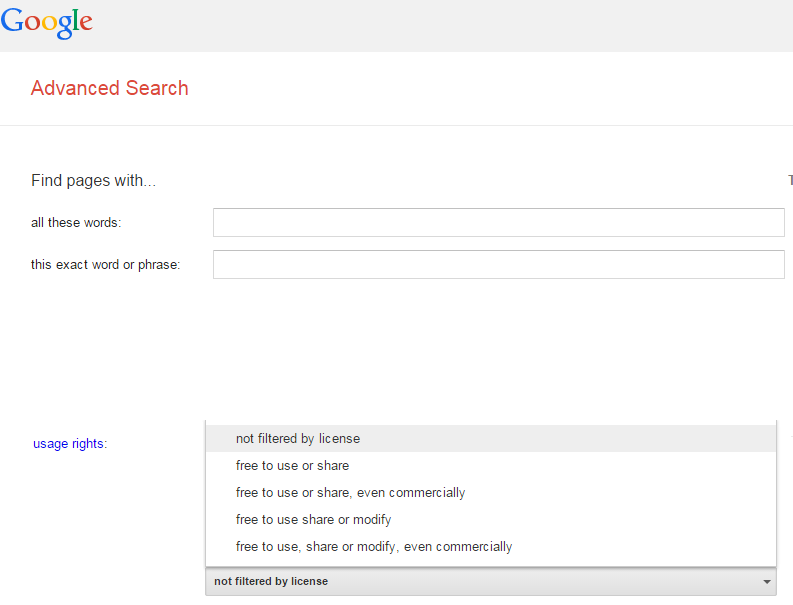 Google
Advanced Search
Find pages with...
all these words:
this exact word or phrase:
usage rights:
not filtered by license
free to use or share
free to use or share, even commercially
free to use share or modify
free to use, share or modify, even commercially
not filtered by license